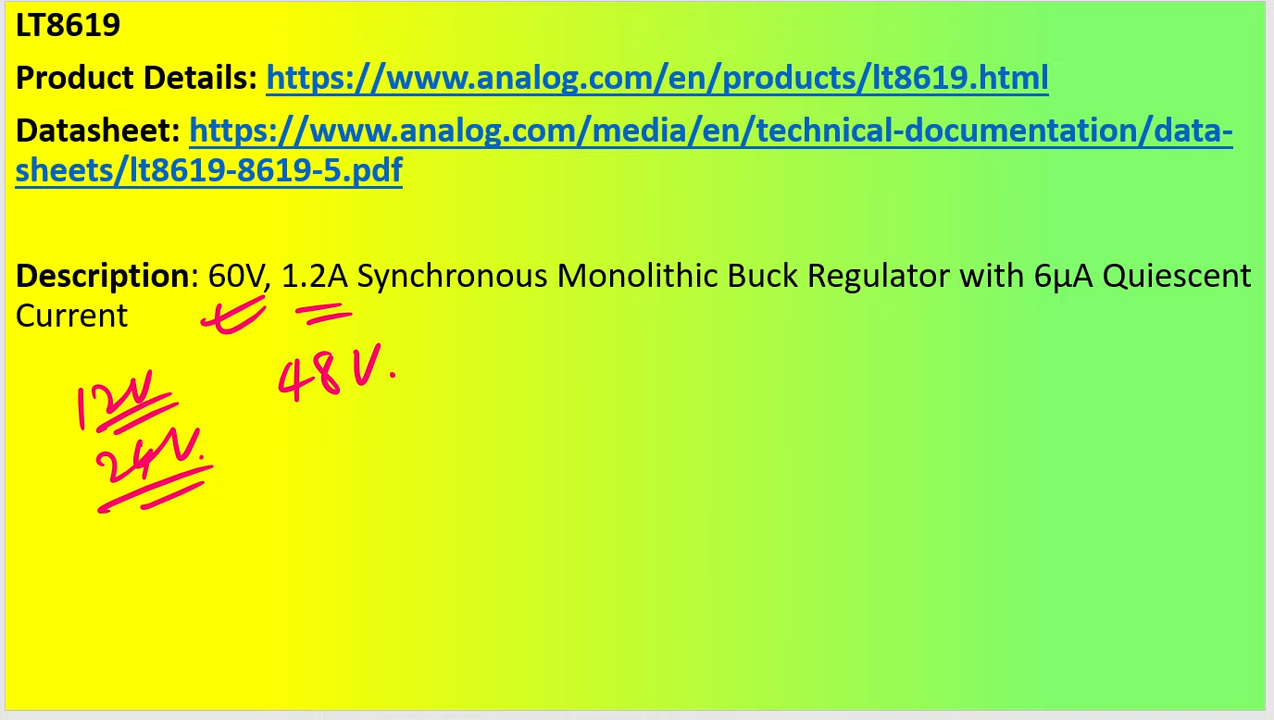 LT8619
Product Details: https://www.analog.com/en/products/lt8619.html
Datasheet: https://www.analog.com/media/en/technical-documentation/data-
sheets/lt8619-8619-5.pdf
Description: 60V, 1.2A Synchronous Monolithic Buck Regulator with 6µA Quiescent
Current
48V.
12V
24V.